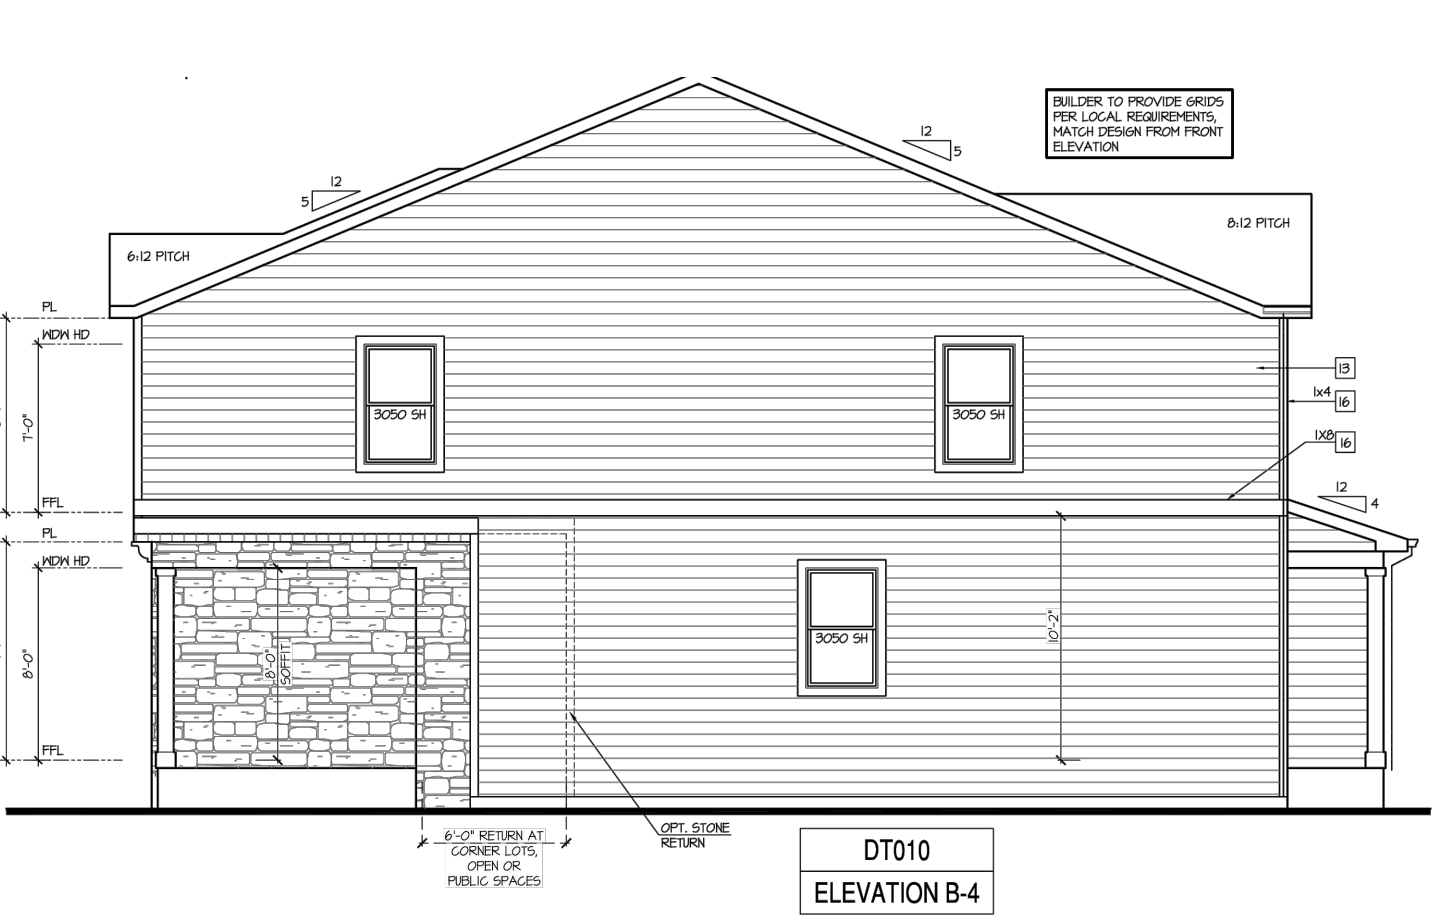 BUILDER TO PROVIDE GRIDS
PER LOCAL REQUIREMENTS,
MATCH DESIGN FROM FRONT
ELEVATION
12
5
12
5
8:12 PITCH
6:12 PITCH
PL
WDW HD
7'-0"
FFL
3050 SH
3050 SH
13
1x4
16
1X8
16
12
4
PL
WDW HD
8'-0"
FFL
8'-0"
SOFFIT
3050 SH
10'-2"
6'-0" RETURN AT
CORNER LOTS,
OPEN OR
PUBLIC SPACES
OPT. STONE
RETURN
DT010
ELEVATION B-4